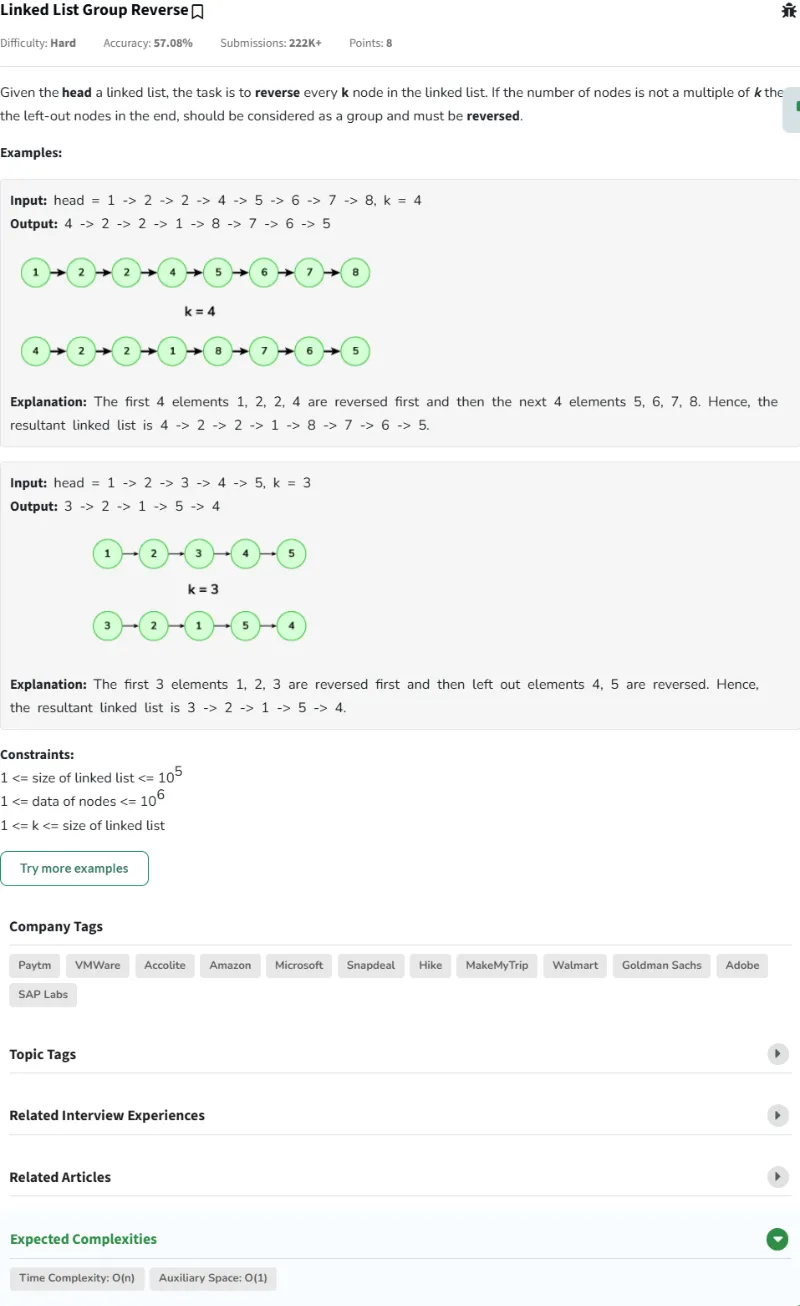 Linked List Group Reverse
Difficulty: Hard Accuracy: 57.08% Submissions: 222K+ Points: 8
Given the head a linked list, the task is to reverse every k node in the linked list. If the number of nodes is not a multiple of k the
the left-out nodes in the end, should be considered as a group and must be reversed.
Examples:
Input: head = 1 -> 2 -> 2 -> 4 -> 5 -> 6 -> 7 -> 8, k = 4
Output: 4 -> 2 -> 2 -> 1 -> 8 -> 7 -> 6 -> 5
1 2 2 4 5 6 7 8
k = 4
4 2 2 1 8 7 6 5
Explanation: The first 4 elements 1, 2, 2, 4 are reversed first and then the next 4 elements 5, 6, 7, 8. Hence, the
resultant linked list is 4 -> 2 -> 2 -> 1 -> 8 -> 7 -> 6 -> 5.
Input: head = 1 -> 2 -> 3 -> 4 -> 5, k = 3
Output: 3 -> 2 -> 1 -> 5 -> 4
1 2 3 4 5
k = 3
3 2 1 5 4
Explanation: The first 3 elements 1, 2, 3 are reversed first and then left out elements 4, 5 are reversed. Hence,
the resultant linked list is 3 -> 2 -> 1 -> 5 -> 4.
Constraints:
1 <= size of linked list <= 10^5
1 <= data of nodes <= 10^6
1 <= k <= size of linked list
Try more examples
Company Tags
Paytm VMWare Accolite Amazon Microsoft Snapdeal Hike MakeMyTrip Walmart Goldman Sachs Adobe
SAP Labs
Topic Tags
Related Interview Experiences
Related Articles
Expected Complexities
Time Complexity: O(n) Auxiliary Space: O(1)